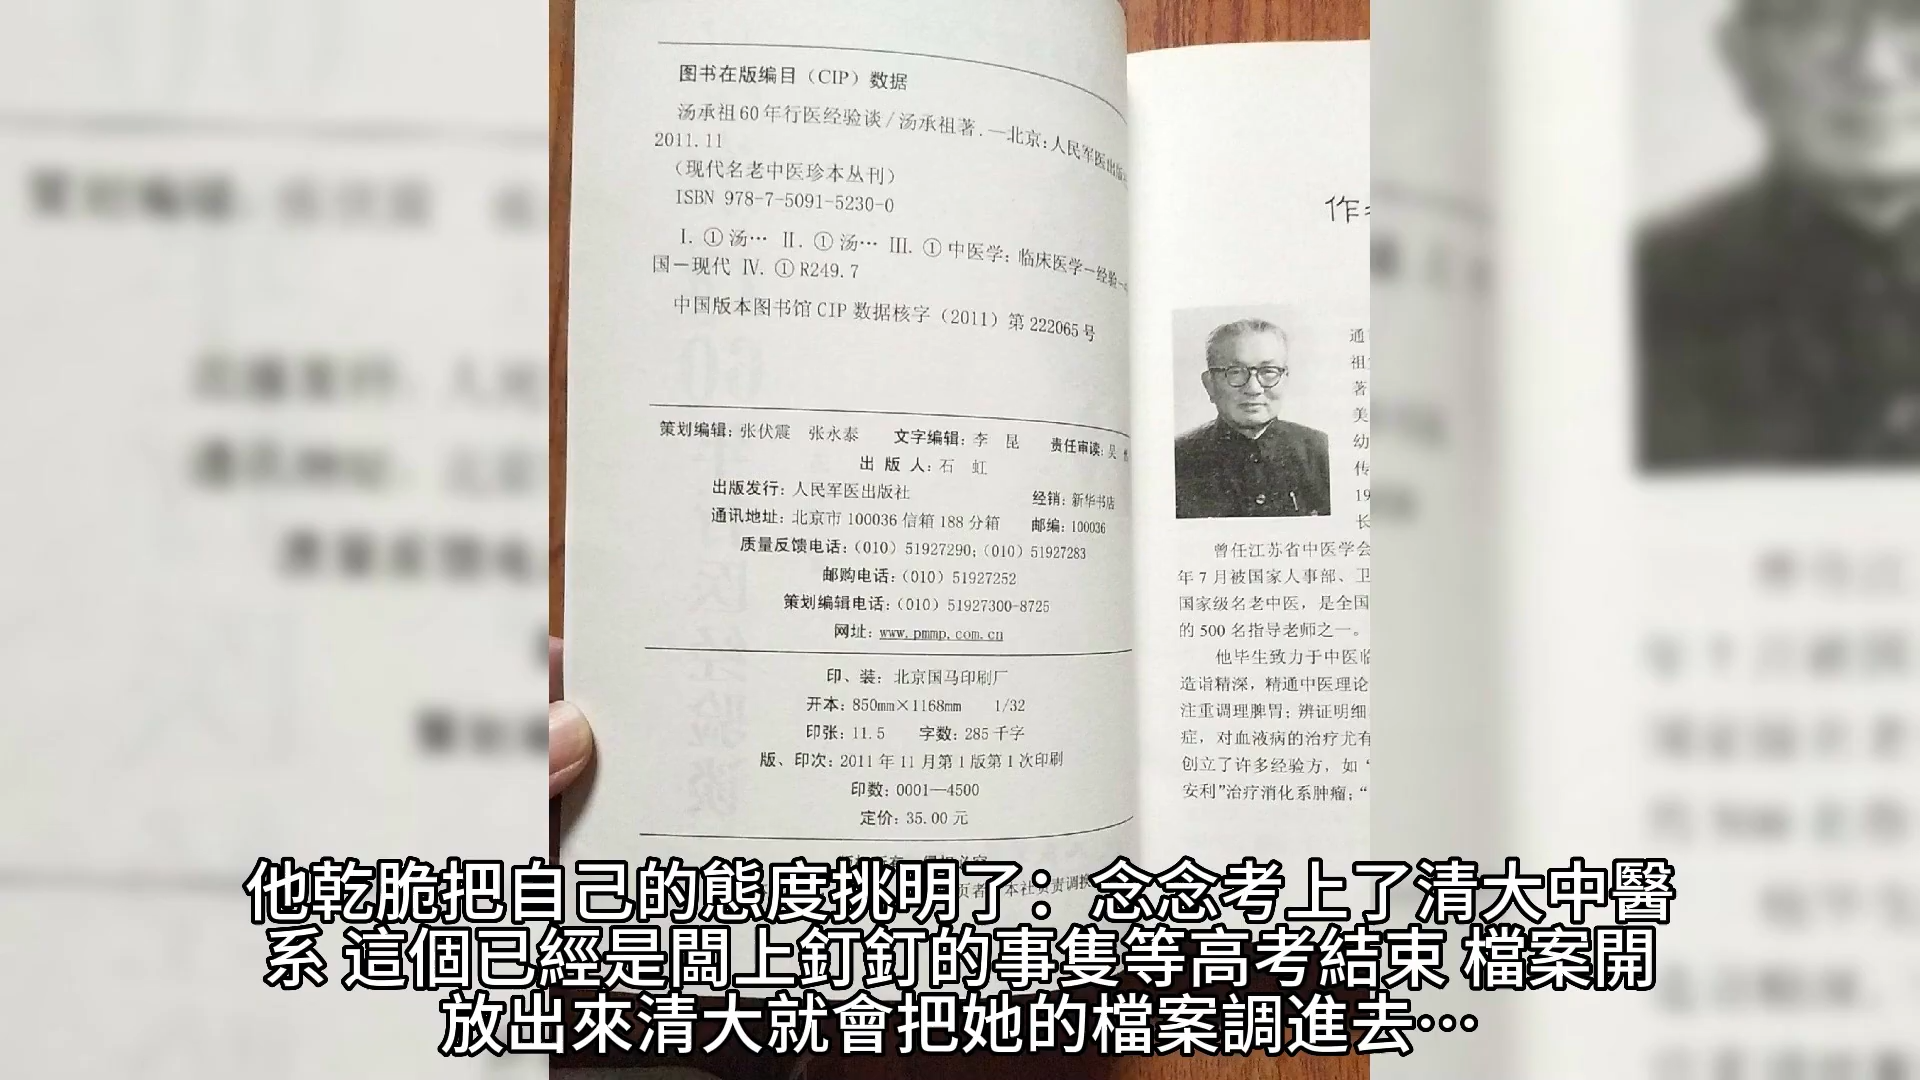 图书在版编目（CIP）数据
汤承祖60年行医经验谈/汤承祖著.—北京:人民军医出版
2011.11
（现代名老中医珍本丛刊）
ISBN 978-7-5091-5230-0
Ⅰ.①汤… Ⅱ.①汤… Ⅲ.①中医学:临床医学—经验—
国—现代 Ⅳ.①R249.7
中国版本图书馆CIP数据核字（2011）第222065号
策划编辑:张伏震 张永泰 文字编辑:李 昆 责任审读:吴
出 版 人:石 虹
出版发行:人民军医出版社 经销:新华书店
通讯地址:北京市100036信箱188分箱 邮编:100036
质量反馈电话:（010）51927290;（010）51927283
邮购电话:（010）51927252
策划编辑电话:（010）51927300-8725
网址:www.pmmp.com.cn
印、装:北京国马印刷厂
开本:850mm×1168mm 1/32
印张:11.5 字数:285千字
版、印次:2011年11月第1版第1次印刷
印数:0001—4500
定价:35.00元
作
通
祖
著
美
幼
传
19
长
曾任江苏省中医学会
年7月被国家人事部、卫
国家级名老中医，是全国
的500名指导老师之一。
他毕生致力于中医临
造诣精深，精通中医理论
注重调理脾胃；辨证明细
症，对血液病的治疗尤有
创立了许多经验方，如“
安利”治疗消化系肿瘤；“
他乾脆把自己的態度挑明了：念念考上了清大中醫
系 這個已經是闆上釘釘的事隻等高考結束 檔案開
放出來清大就會把她的檔案調進去…